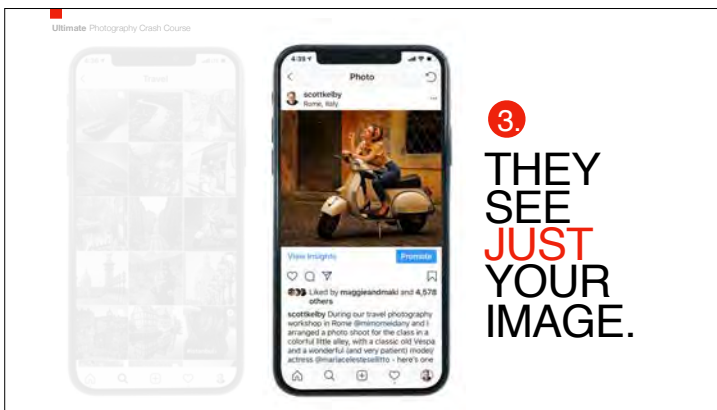 Ultimate Photography Crash Course
4:39
Travel
4:39
Photo
scottkelby
Rome, Italy
View Insights
Promote
Liked by maggieandmaki and 4,578
others
scottkelby During our travel photography
workshop in Rome @mimomeidany and I
arranged a photo shoot for the class in a
colorful little alley, with a classic old Vespa
and a wonderful (and very patient) model/
actress @mariacelestesellitto - here's one
3.
THEY
SEE
JUST
YOUR
IMAGE.